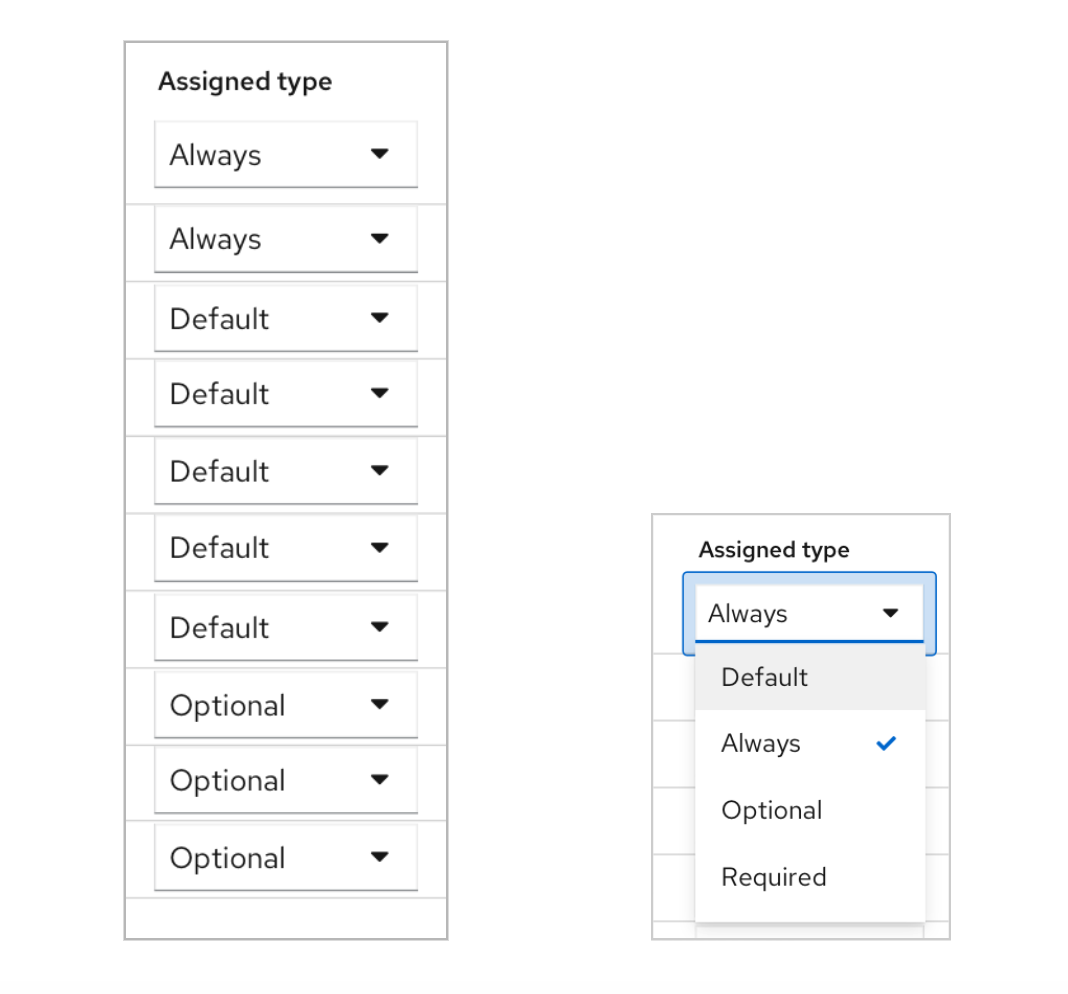 Assigned type
Always
Always
Default
Default
Default
Default
Default
Optional
Optional
Optional
Assigned type
Always
Default
Always
Optional
Required